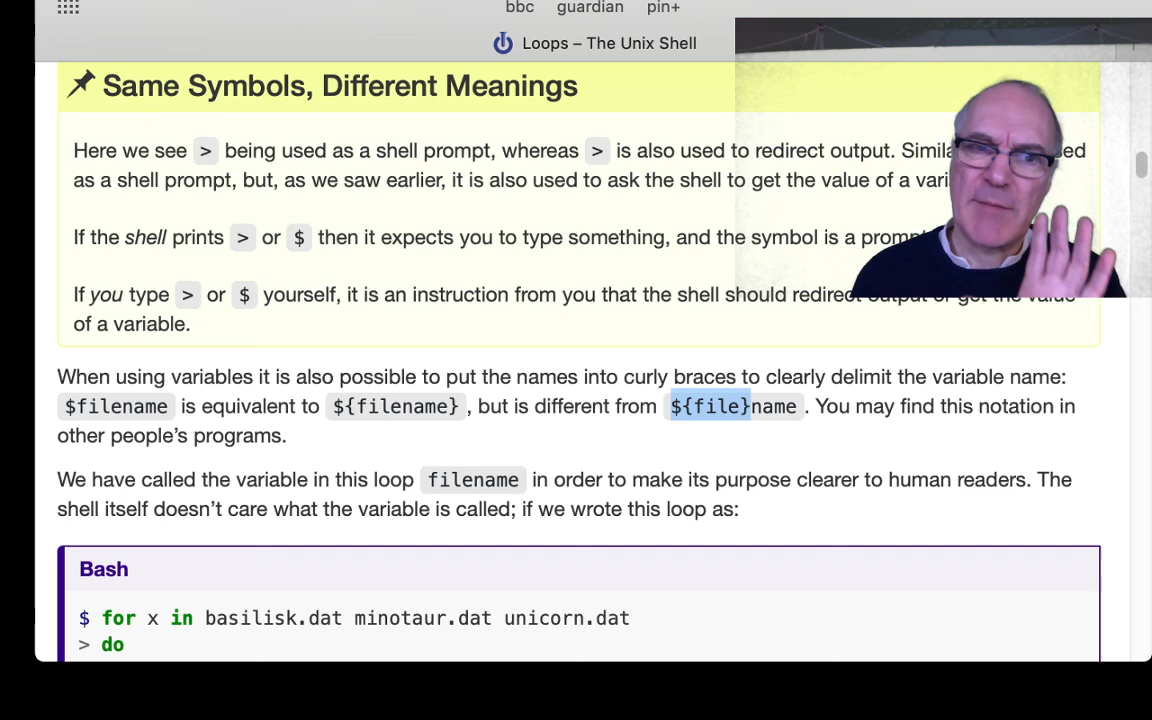 bbc guardian pin+
Loops – The Unix Shell
Same Symbols, Different Meanings
Here we see > being used as a shell prompt, whereas > is also used to redirect output.
as a shell prompt, but, as we saw earlier, it is also used to ask the shell to get the value of a
If the shell prints > or $ then it expects you to type something, and the symbol is a
If you type > or $ yourself, it is an instruction from you that the shell should redirect output or get the value
of a variable.
When using variables it is also possible to put the names into curly braces to clearly delimit the variable name:
$filename is equivalent to ${filename} , but is different from ${file}name . You may find this notation in
other people’s programs.
We have called the variable in this loop filename in order to make its purpose clearer to human readers. The
shell itself doesn’t care what the variable is called; if we wrote this loop as:
Bash
$ for x in basilisk.dat minotaur.dat unicorn.dat
> do